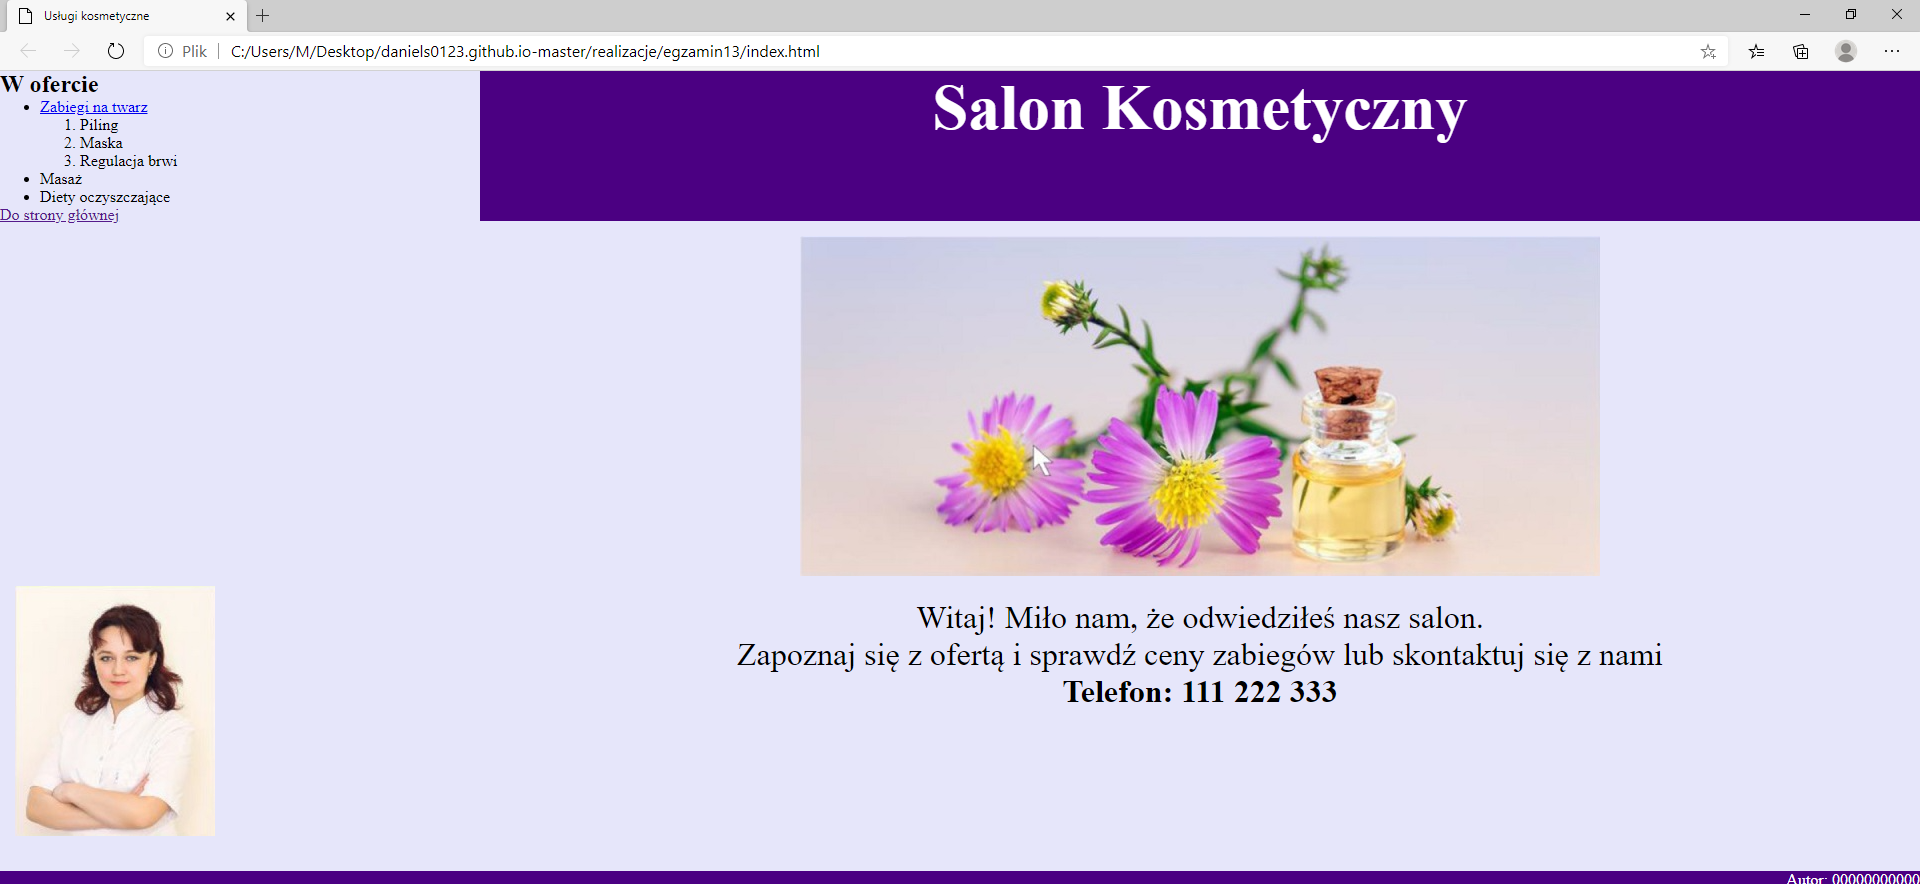 Usługi kosmetyczne
Plik
C:/Users/M/Desktop/daniels0123.github.io-master/realizacje/egzamin13/index.html
W ofercie
Zabiegi na twarz
1. Piling
2. Maska
3. Regulacja brwi
Masaż
Diety oczyszczające
Do strony głównej
Salon Kosmetyczny
Witaj! Miło nam, że odwiedziłeś nasz salon.
Zapoznaj się z ofertą i sprawdź ceny zabiegów lub skontaktuj się z nami
Telefon: 111 222 333
Autor: 00000000000